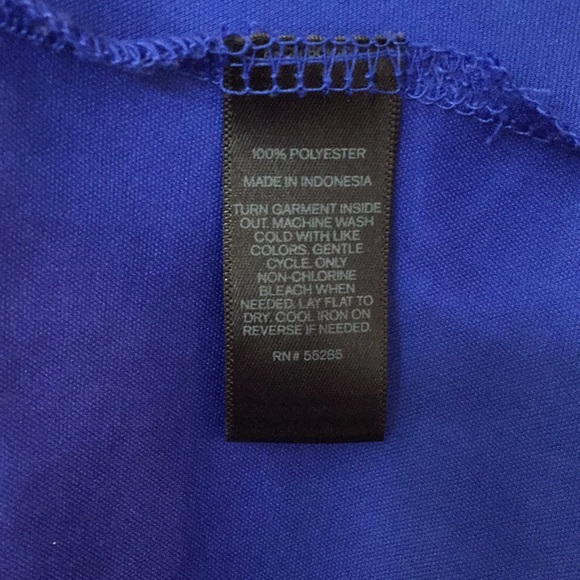 100% POLYESTER
MADE IN INDONESIA
TURN GARMENT INSIDE
OUT. MACHINE WASH
COLD WITH LIKE
COLORS. GENTLE
CYCLE. ONLY
NON-CHLORINE
BLEACH WHEN
NEEDED. LAY FLAT TO
DRY. COOL IRON ON
REVERSE IF NEEDED.
RN# 55285